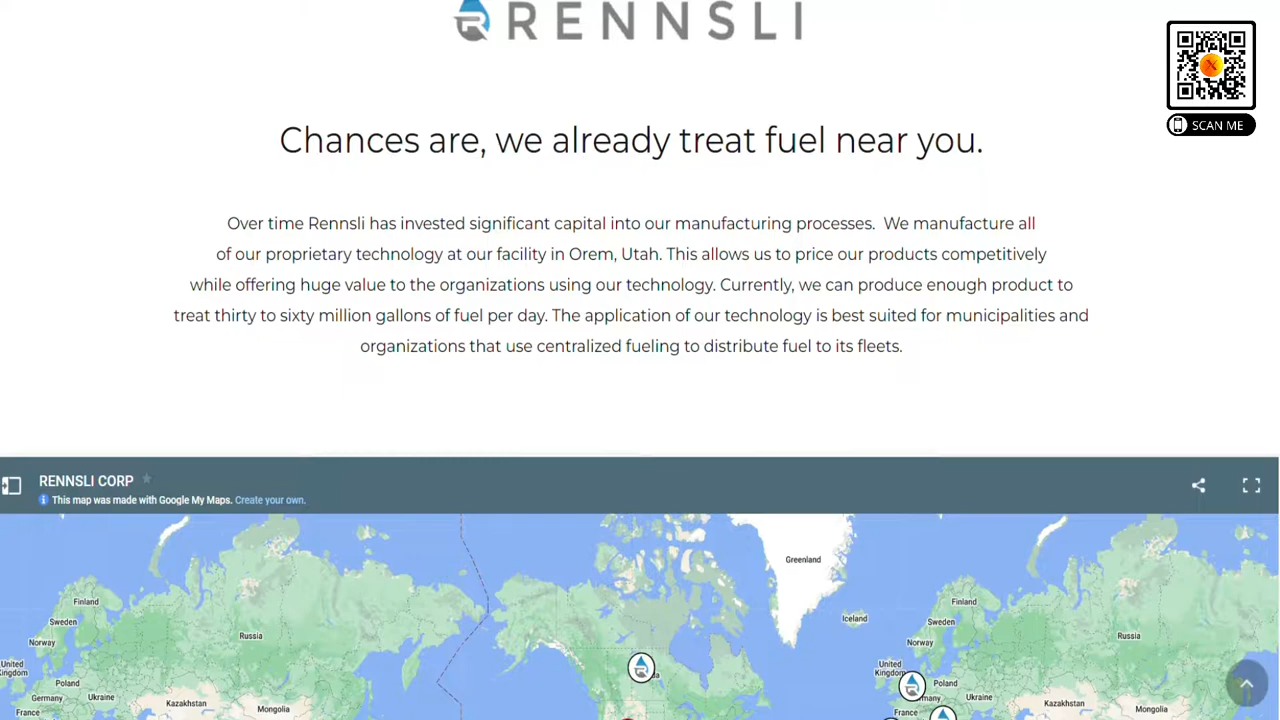 RENNSLI
SCAN ME
Chances are, we already treat fuel near you.
Over time Rennsli has invested significant capital into our manufacturing processes. We manufacture all
of our proprietary technology at our facility in Orem, Utah. This allows us to price our products competitively
while offering huge value to the organizations using our technology. Currently, we can produce enough product to
treat thirty to sixty million gallons of fuel per day. The application of our technology is best suited for municipalities and
organizations that use centralized fueling to distribute fuel to its fleets.
RENNSLI CORP
This map was made with Google My Maps. Create your own.
Greenland
Finland
Sweden
Norway
Russia
Iceland
Finland
Sweden
Norway
Russia
United
Kingdom
Poland
Germany
Ukraine
Kazakhstan
Mongolia
United
Kingdom
Poland
Ukraine
France
Kazakhstan
Mongolia